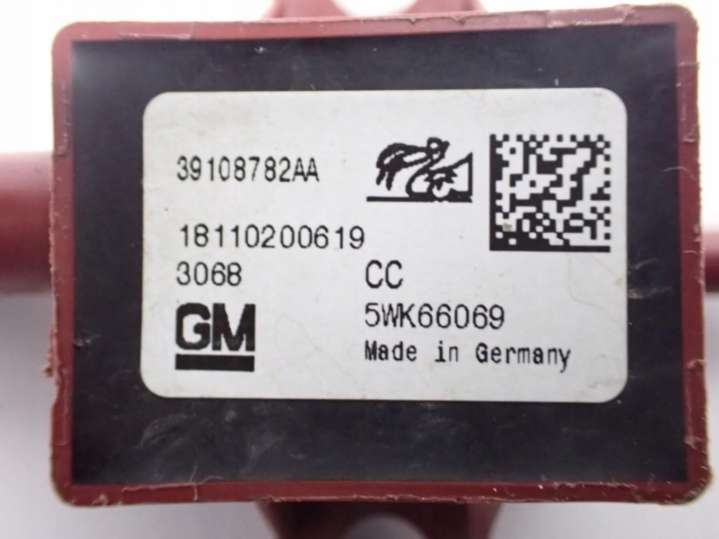 39108782AA
18110200619
3068 CC
GM 5WK66069
Made in Germany